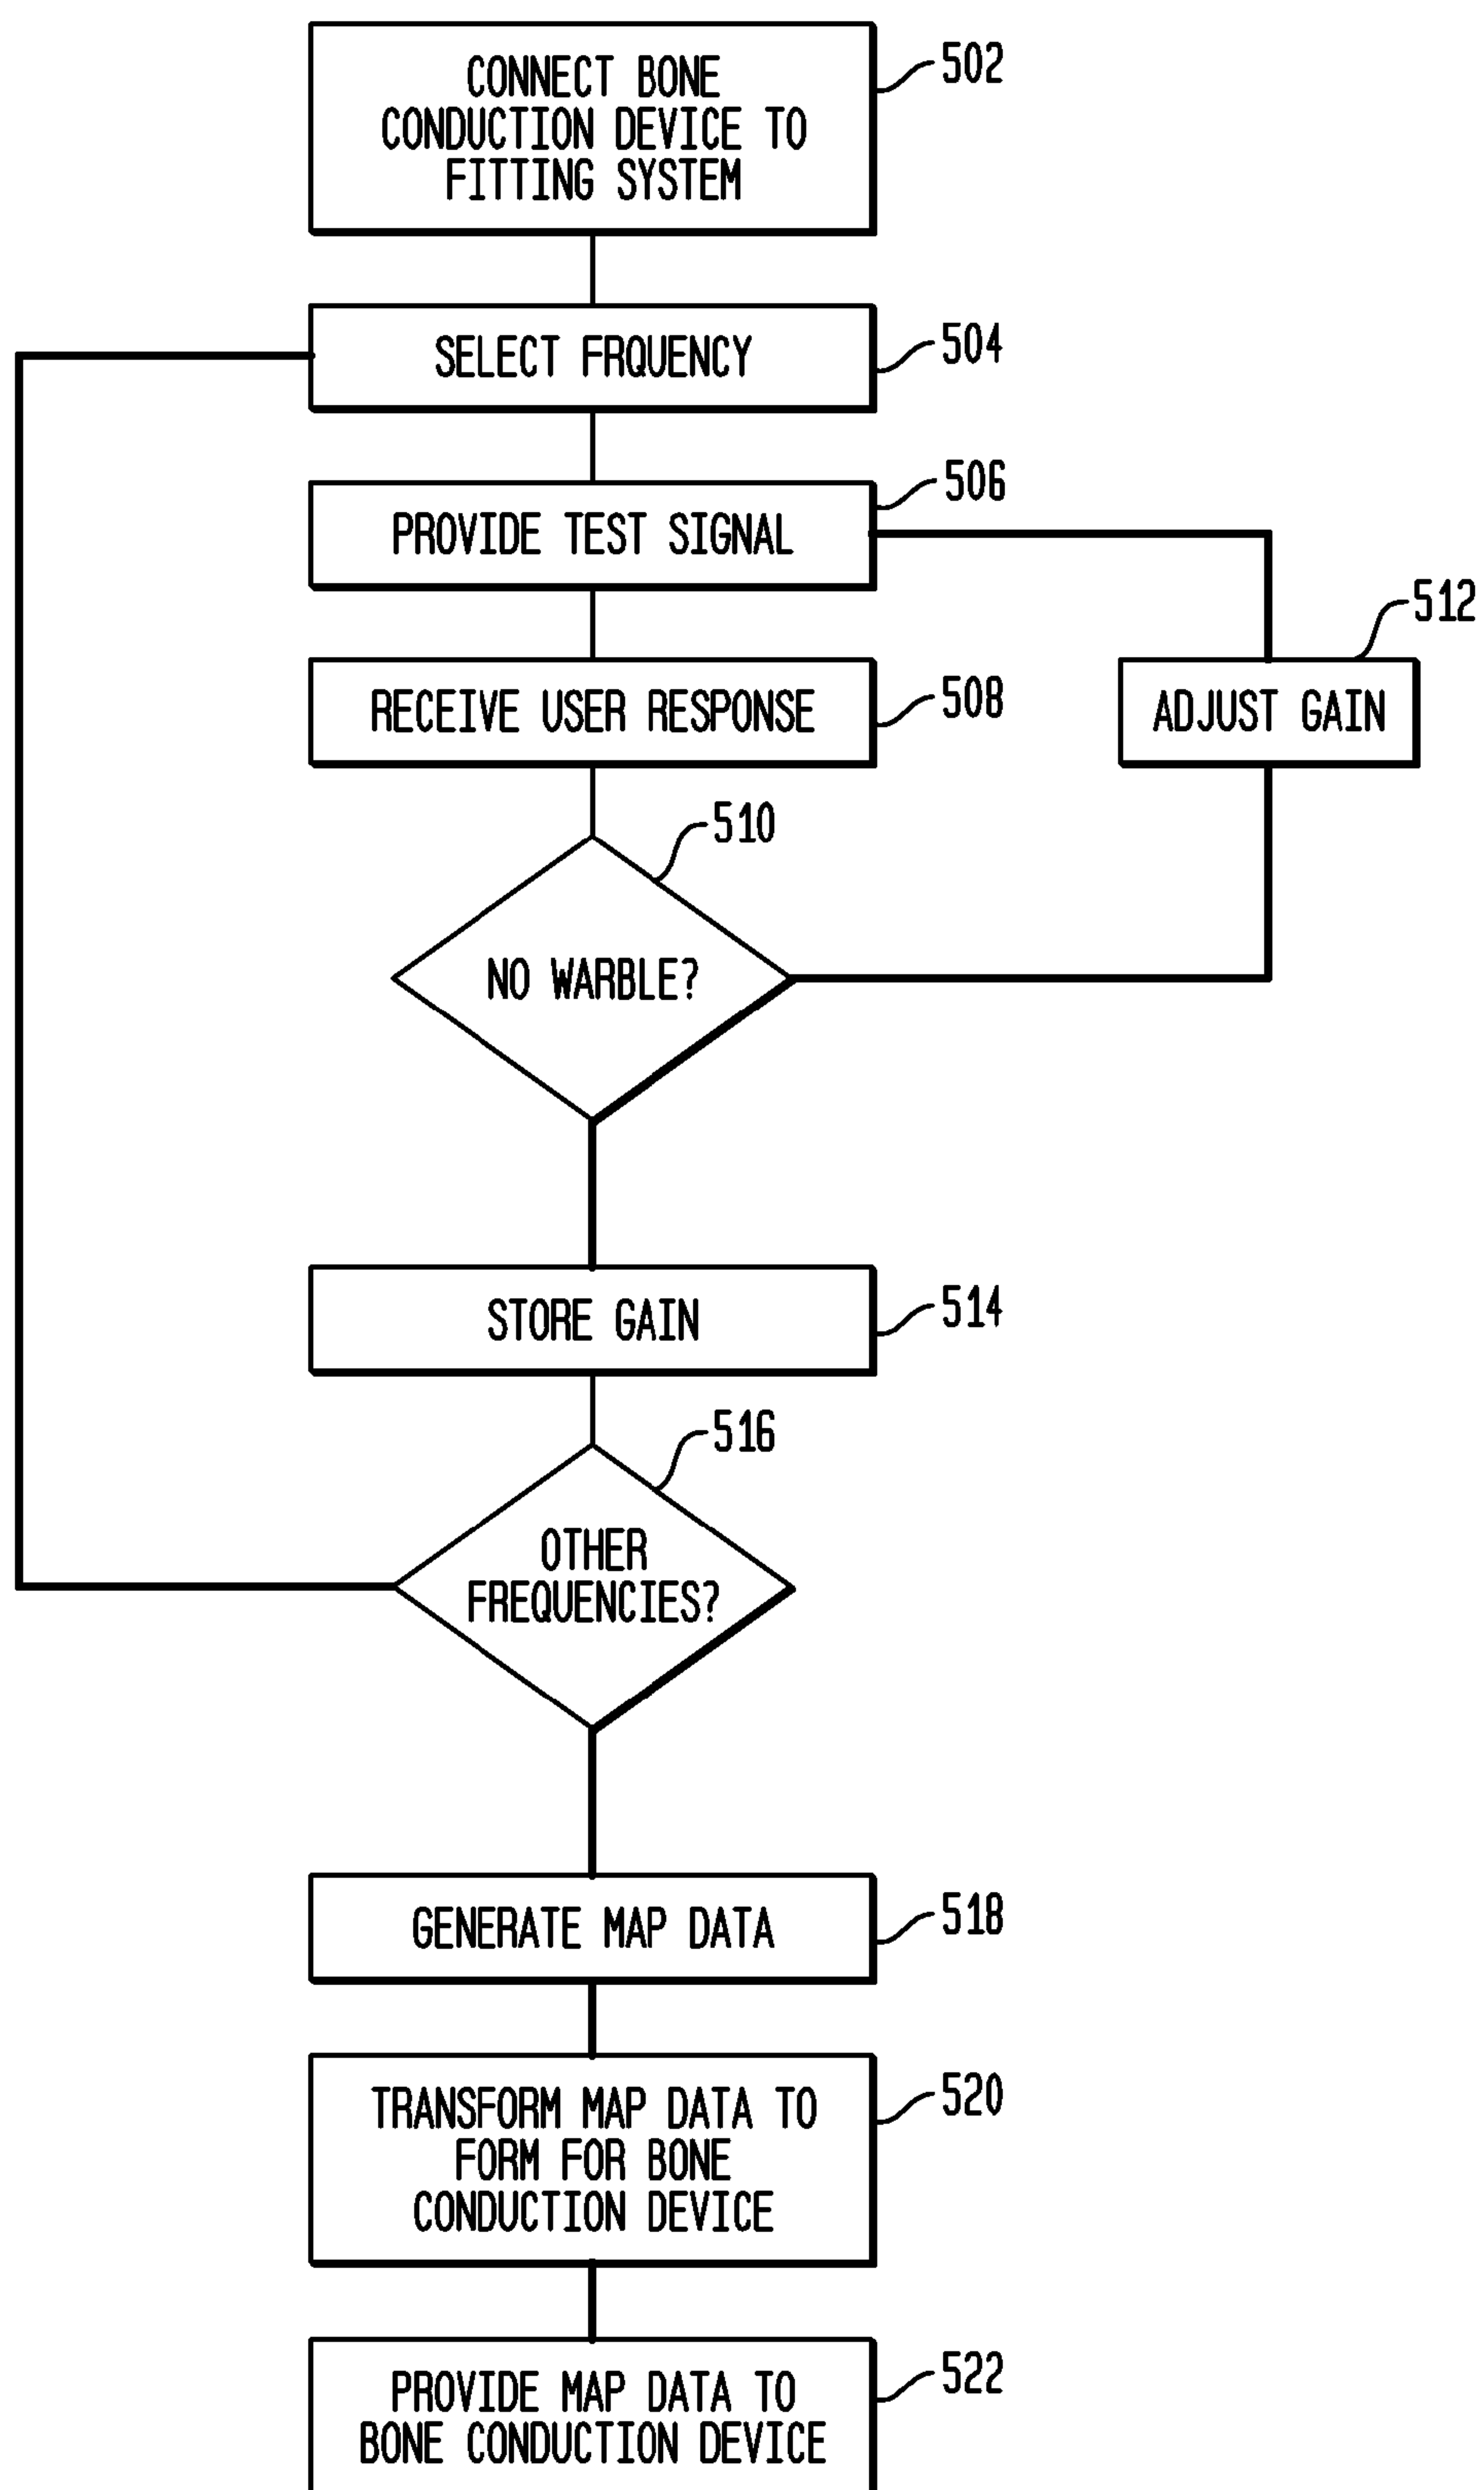 CONNECT BONE
CONDUCTION DEVICE TO
FITTING SYSTEM
502
SELECT FRQUENCY
504
PROVIDE TEST SIGNAL
506
RECEIVE USER RESPONSE
508
ADJUST GAIN
512
NO WARBLE?
510
STORE GAIN
514
OTHER
FREQUENCIES?
516
GENERATE MAP DATA
518
TRANSFORM MAP DATA TO
FORM FOR BONE
CONDUCTION DEVICE
520
PROVIDE MAP DATA TO
BONE CONDUCTION DEVICE
522